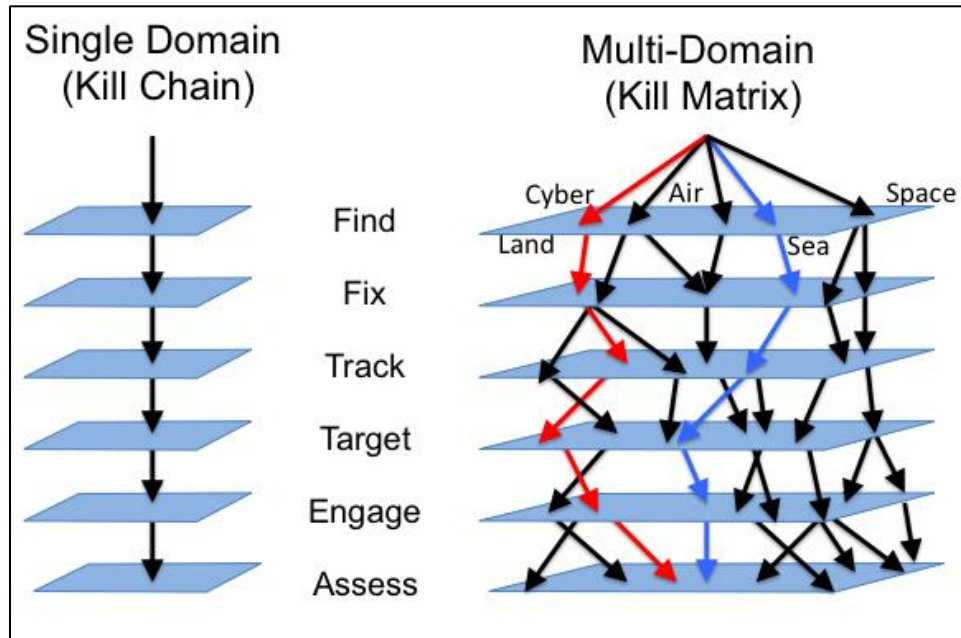 Single Domain
(Kill Chain)
Multi-Domain
(Kill Matrix)
Cyber
Air
Space
Find
Land
Sea
Fix
Track
Target
Engage
Assess